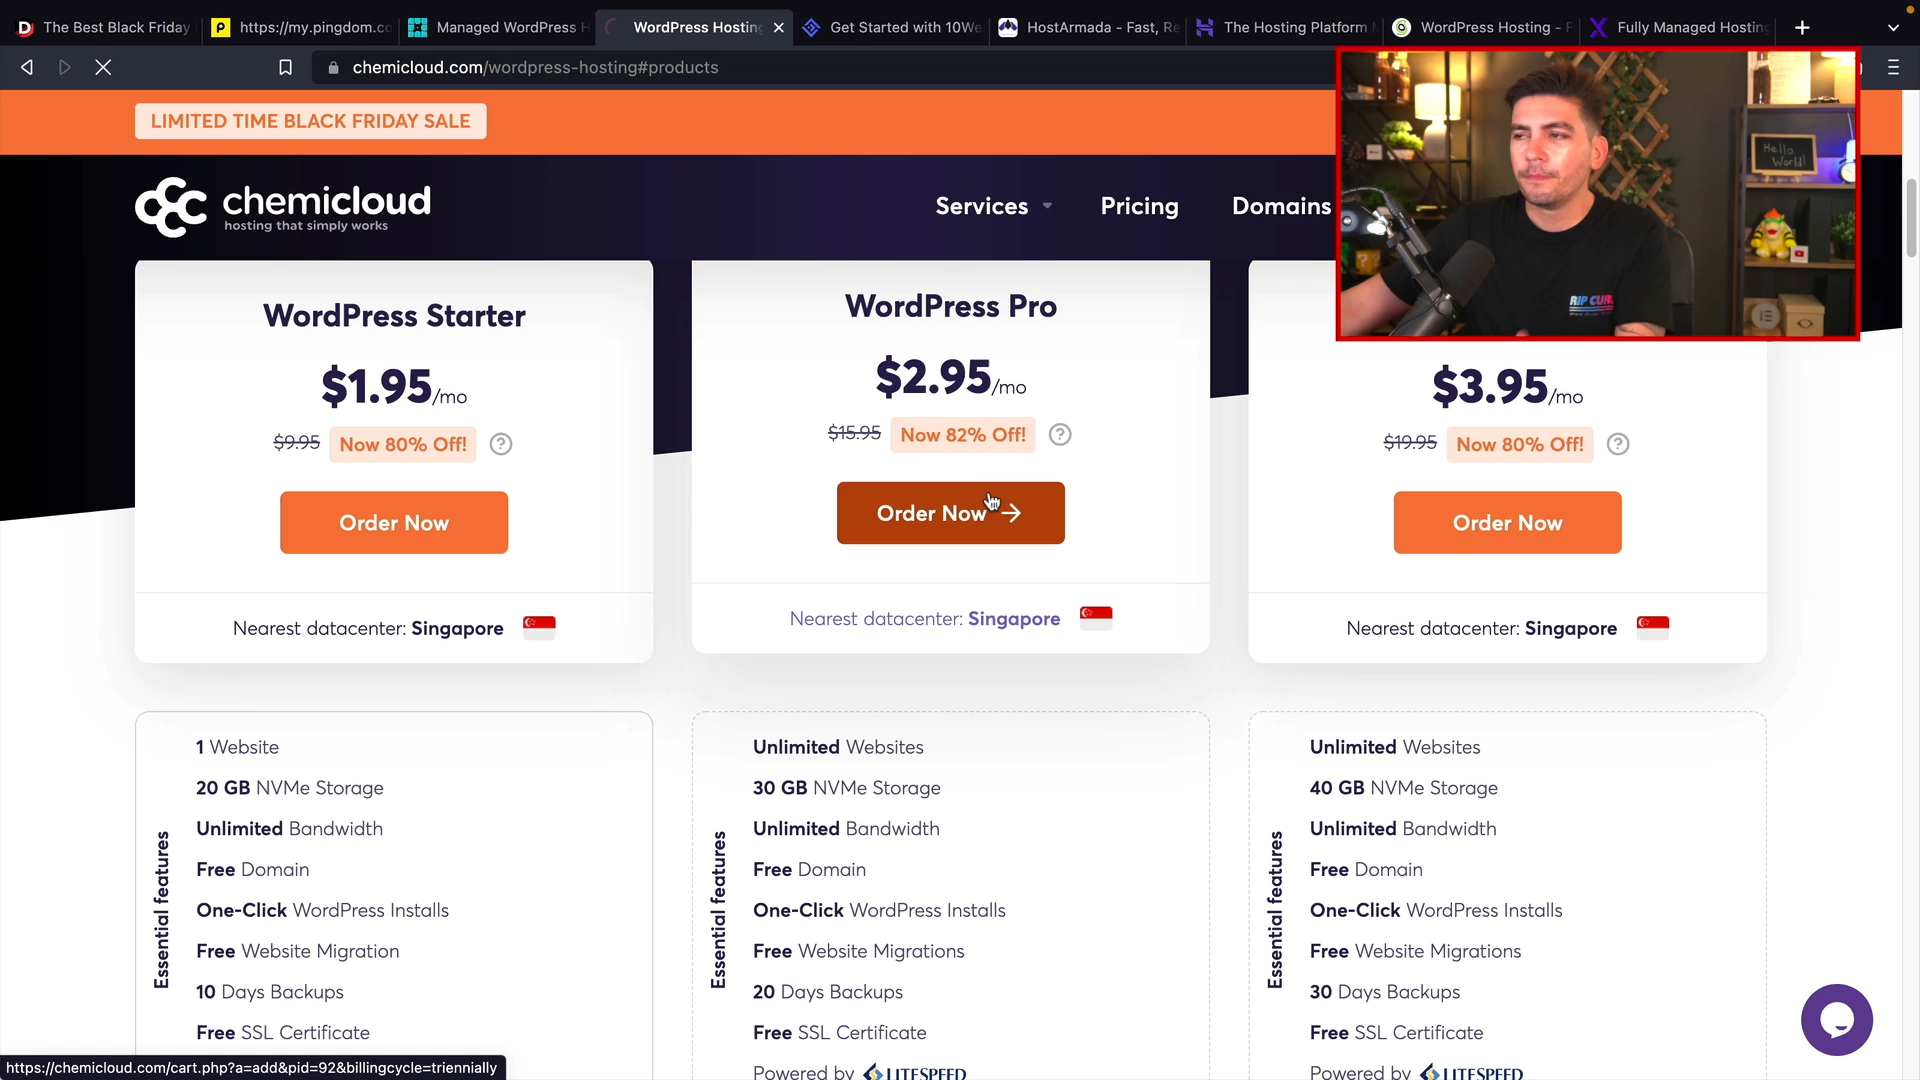 The Best Black Friday
https://my.pingdom.co
Managed WordPress H
WordPress Hosting
Get Started with 10We
HostArmada - Fast, Re
The Hosting Platform
WordPress Hosting - F
Fully Managed Hosting
chemicloud.com/wordpress-hosting#products
LIMITED TIME BLACK FRIDAY SALE
chemicloud
hosting that simply works
Services
Pricing
Domains
Hello
World!
RIP CURL
WordPress Starter
$1.95/mo
$9.95 Now 80% Off!
Order Now
Nearest datacenter: Singapore
WordPress Pro
$2.95/mo
$15.95 Now 82% Off!
Order Now
Nearest datacenter: Singapore
$3.95/mo
$19.95 Now 80% Off!
Order Now
Nearest datacenter: Singapore
Essential features
1 Website
20 GB NVMe Storage
Unlimited Bandwidth
Free Domain
One-Click WordPress Installs
Free Website Migration
10 Days Backups
Free SSL Certificate
Essential features
Unlimited Websites
30 GB NVMe Storage
Unlimited Bandwidth
Free Domain
One-Click WordPress Installs
Free Website Migrations
20 Days Backups
Free SSL Certificate
Powered by LITESPEED
Essential features
Unlimited Websites
40 GB NVMe Storage
Unlimited Bandwidth
Free Domain
One-Click WordPress Installs
Free Website Migrations
30 Days Backups
Free SSL Certificate
Powered by LITESPEED
https://chemicloud.com/cart.php?a=add&pid=92&billingcycle=triennially